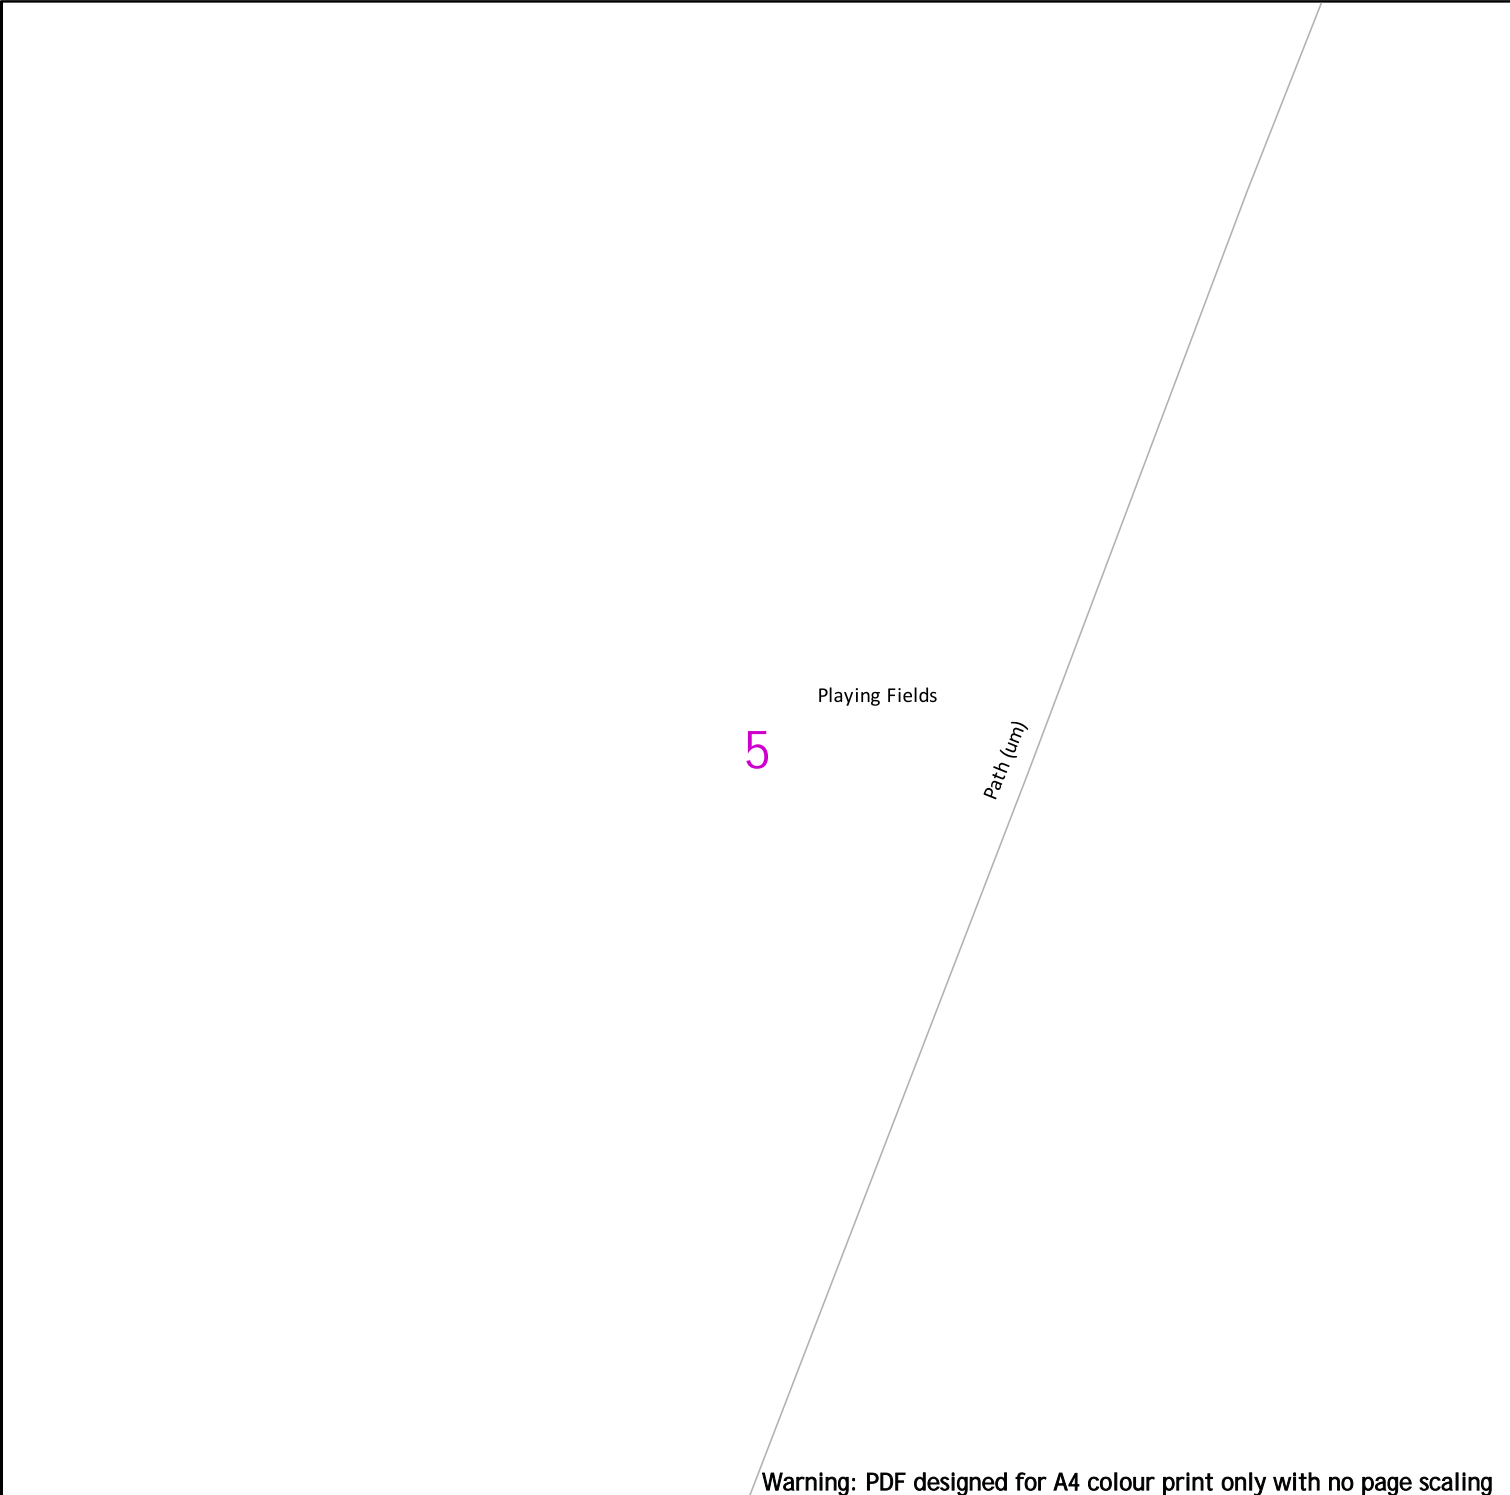 Playing Fields
5
Path (um)
Warning: PDF designed for A4 colour print only with no page scaling